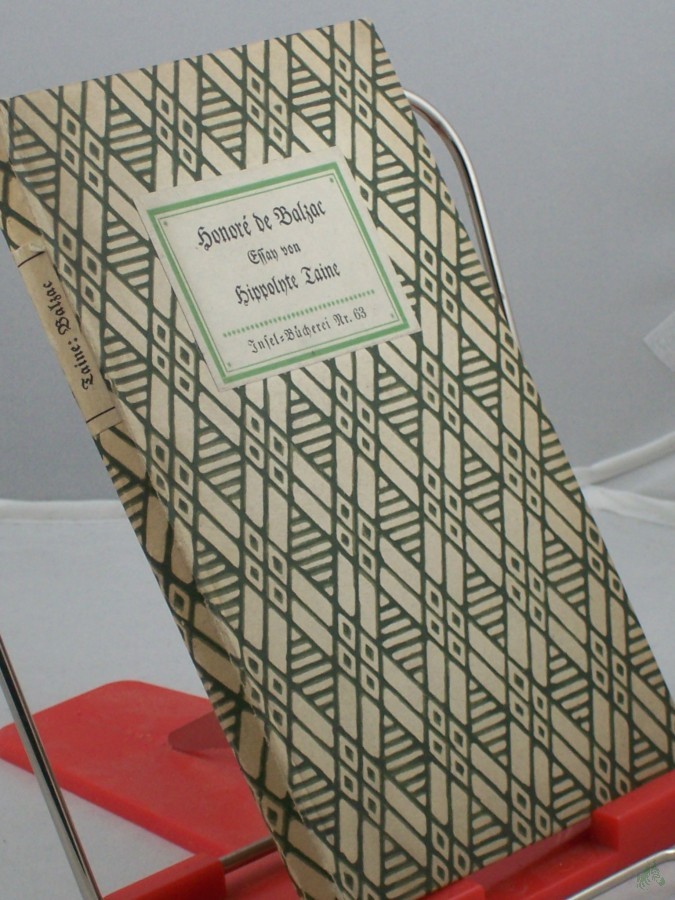 Honoré de Balzac
Essay von
Hippolyte Taine
Insel=Bücherei Nr. 63
Taine: Balzac